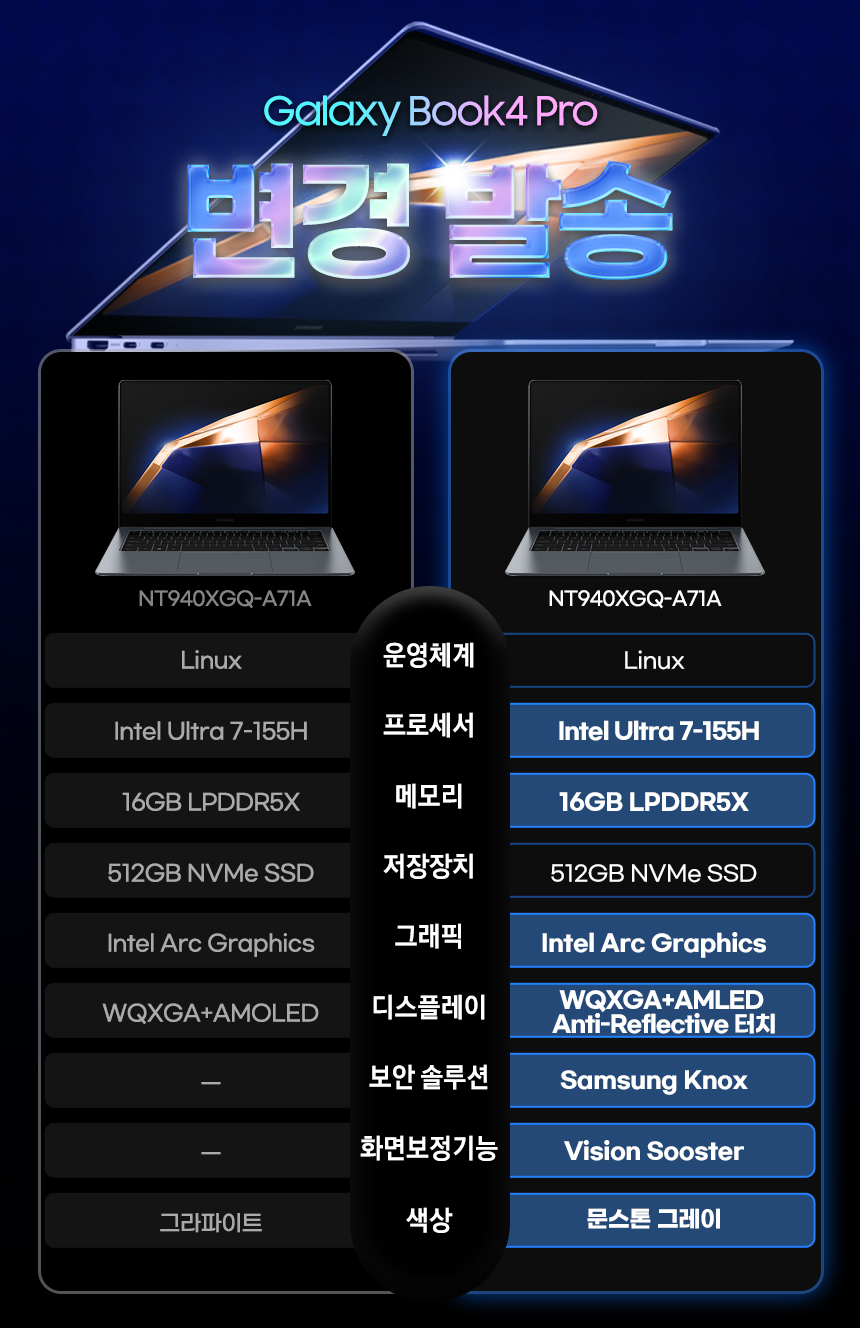 Galaxy Book4 Pro
변경 발송
NT940XGQ-A71A
NT940XGQ-A71A
Linux
운영체계
Linux
Intel Ultra 7-155H
프로세서
Intel Ultra 7-155H
16GB LPDDR5X
메모리
16GB LPDDR5X
512GB NVMe SSD
저장장치
512GB NVMe SSD
Intel Arc Graphics
그래픽
Intel Arc Graphics
WQXGA+AMOLED
디스플레이
WQXGA+AMLED
Anti-Reflective 터치
–
보안 솔루션
Samsung Knox
–
화면보정기능
Vision Sooster
그라파이트
색상
문스톤 그레이